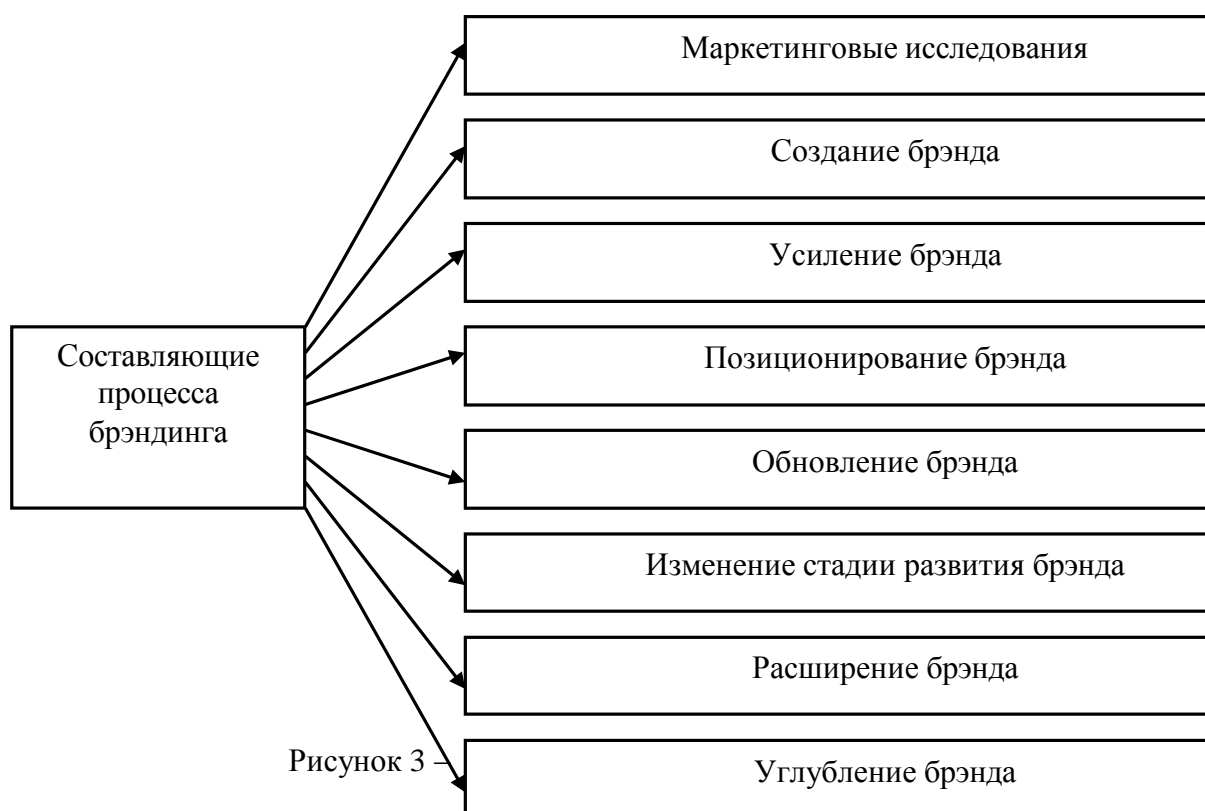 Маркетинговые исследования
Создание брэнда
Усиление брэнда
Составляющие
процесса
брэндинга
Позиционирование брэнда
Обновление брэнда
Изменение стадии развития брэнда
Расширение брэнда
Рисунок 3 –
Углубление брэнда